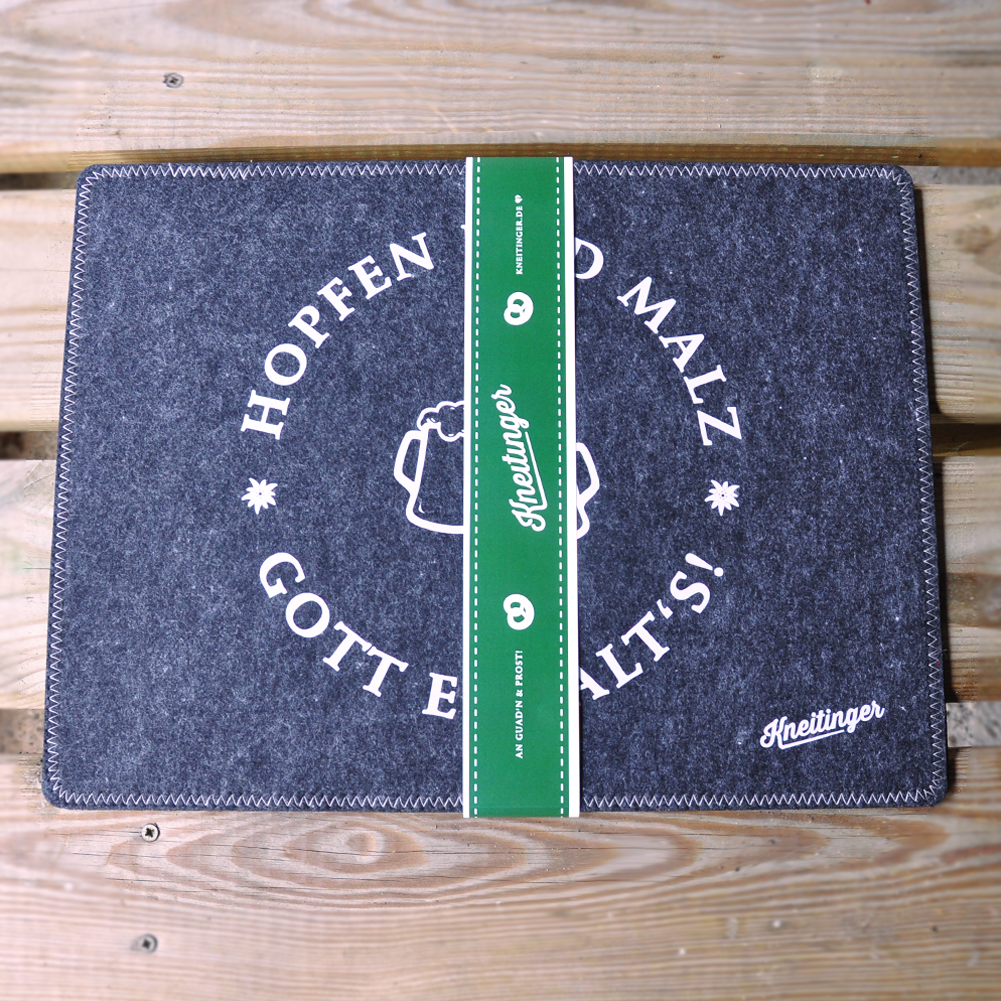 HOPFEN D MALZ
GOTT E ALT'S!
KNEITINGER.DE
Kneitinger
AN GUAD'N & PROST!
Kneitinger